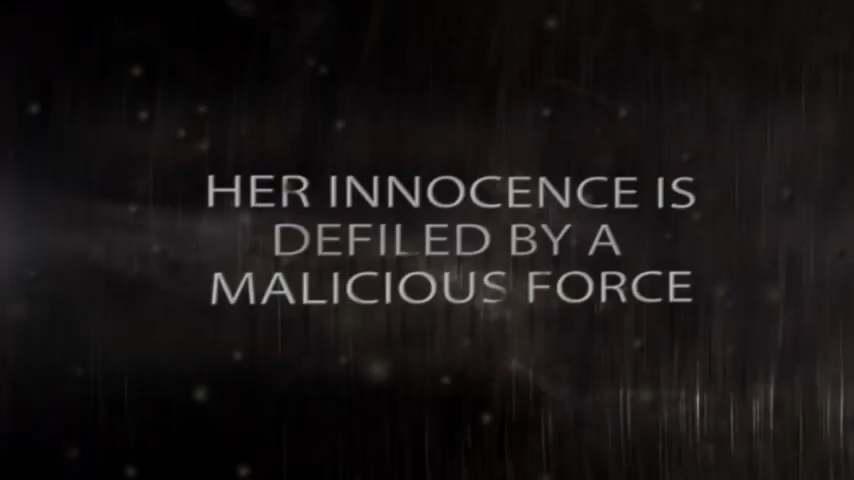 HER INNOCENCE IS
DEFILED BY A
MALICIOUS FORCE